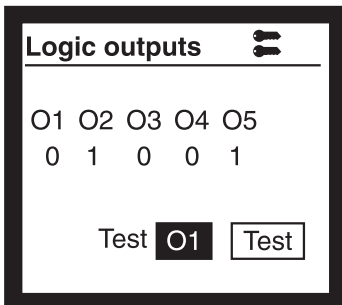 Logic outputs
O1 O2 O3 O4 O5
0 1 0 0 1
Test O1 Test